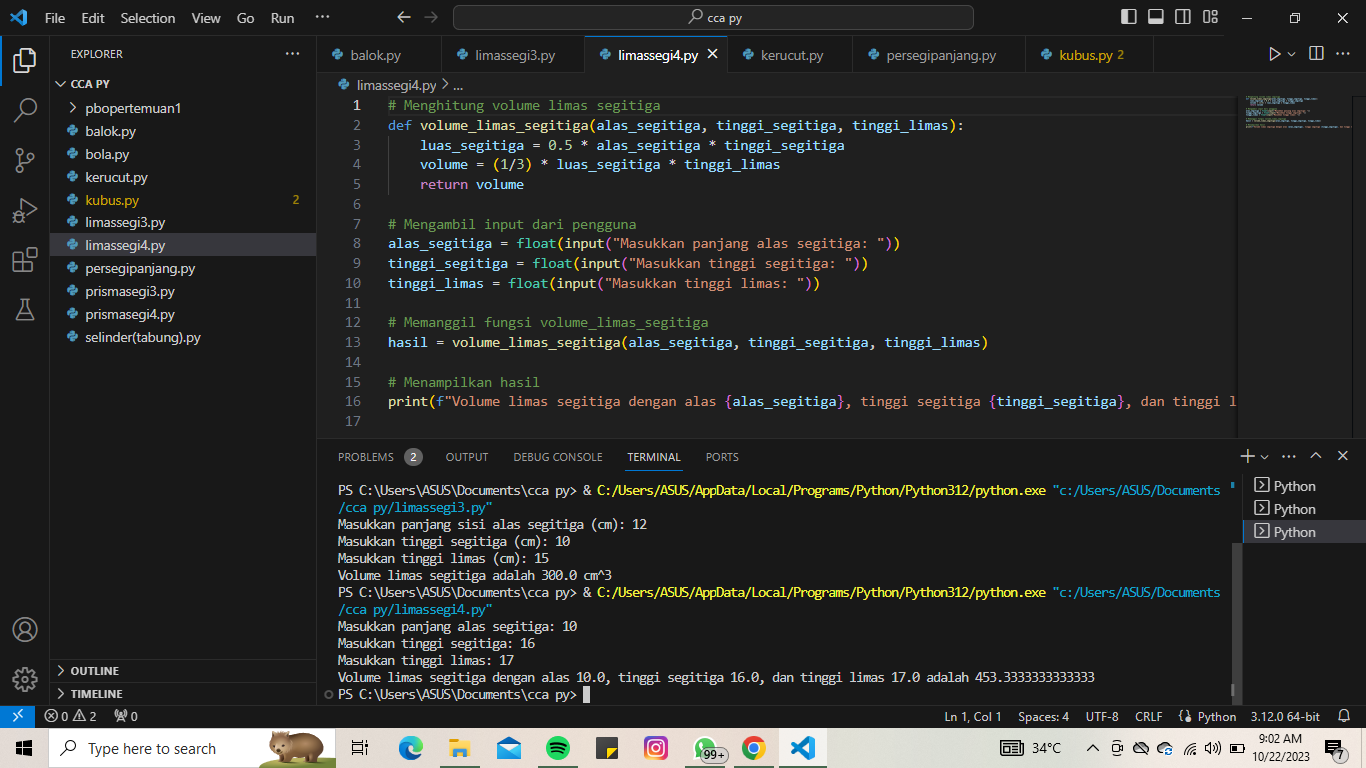 File Edit Selection View Go Run ···
cca py
EXPLORER ···
CCA PY
pbopertemuan1
balok.py
bola.py
kerucut.py
kubus.py 2
limassegi3.py
limassegi4.py
persegipanjang.py
prismasegi3.py
prismasegi4.py
selinder(tabung).py
OUTLINE
TIMELINE
balok.py limassegi3.py limassegi4.py kerucut.py persegipanjang.py kubus.py 2
limassegi4.py > ...
1 # Menghitung volume limas segitiga
2 def volume_limas_segitiga(alas_segitiga, tinggi_segitiga, tinggi_limas):
3 luas_segitiga = 0.5 * alas_segitiga * tinggi_segitiga
4 volume = (1/3) * luas_segitiga * tinggi_limas
5 return volume
6
7 # Mengambil input dari pengguna
8 alas_segitiga = float(input("Masukkan panjang alas segitiga: "))
9 tinggi_segitiga = float(input("Masukkan tinggi segitiga: "))
10 tinggi_limas = float(input("Masukkan tinggi limas: "))
11
12 # Memanggil fungsi volume_limas_segitiga
13 hasil = volume_limas_segitiga(alas_segitiga, tinggi_segitiga, tinggi_limas)
14
15 # Menampilkan hasil
16 print(f"Volume limas segitiga dengan alas {alas_segitiga}, tinggi segitiga {tinggi_segitiga}, dan tinggi l
17
PROBLEMS 2 OUTPUT DEBUG CONSOLE TERMINAL PORTS
PS C:\Users\ASUS\Documents\cca py> & C:/Users/ASUS/AppData/Local/Programs/Python/Python312/python.exe "c:/Users/ASUS/Documents
/cca py/limassegi3.py"
Masukkan panjang sisi alas segitiga (cm): 12
Masukkan tinggi segitiga (cm): 10
Masukkan tinggi limas (cm): 15
Volume limas segitiga adalah 300.0 cm^3
PS C:\Users\ASUS\Documents\cca py> & C:/Users/ASUS/AppData/Local/Programs/Python/Python312/python.exe "c:/Users/ASUS/Documents
/cca py/limassegi4.py"
Masukkan panjang alas segitiga: 10
Masukkan tinggi segitiga: 16
Masukkan tinggi limas: 17
Volume limas segitiga dengan alas 10.0, tinggi segitiga 16.0, dan tinggi limas 17.0 adalah 453.3333333333333
PS C:\Users\ASUS\Documents\cca py>
Python
Python
Python
0 2 0 Ln 1, Col 1 Spaces: 4 UTF-8 CRLF Python 3.12.0 64-bit
Type here to search
99+
34°C
9:02 AM
10/22/2023
7